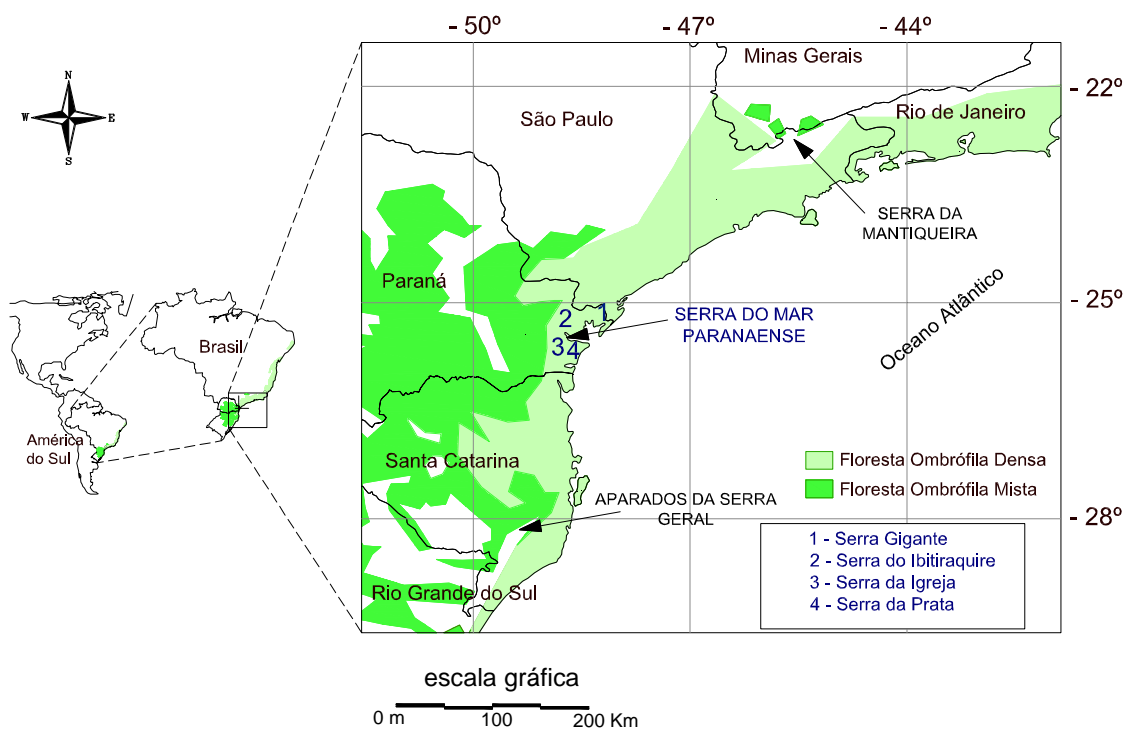 - 50º
- 47º
- 44º
Minas Gerais
- 22º
Rio de Janeiro
São Paulo
N
W
E
S
SERRA DA
MANTIQUEIRA
Paraná
- 25º
1
2
3
4
SERRA DO MAR
PARANAENSE
Oceano Atlântico
Brasil
América
do Sul
Santa Catarina
Floresta Ombrófila Densa
Floresta Ombrófila Mista
APARADOS DA SERRA
GERAL
- 28º
1 - Serra Gigante
2 - Serra do Ibitiraquire
3 - Serra da Igreja
4 - Serra da Prata
Rio Grande do Sul
escala gráfica
0 m 100 200 Km